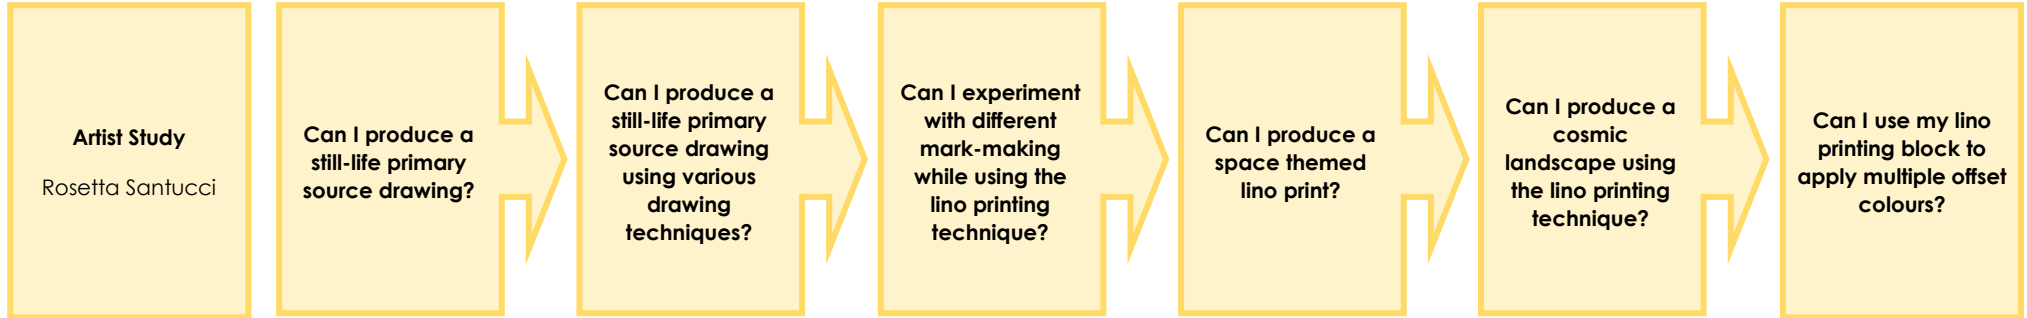 Artist Study
Rosetta Santucci
Can I produce a
still-life primary
source drawing?
Can I produce a
still-life primary
source drawing
using various
drawing
techniques?
Can I experiment
with different
mark-making
while using the
lino printing
technique?
Can I produce a
space themed
lino print?
Can I produce a
cosmic
landscape using
the lino printing
technique?
Can I use my lino
printing block to
apply multiple offset
colours?